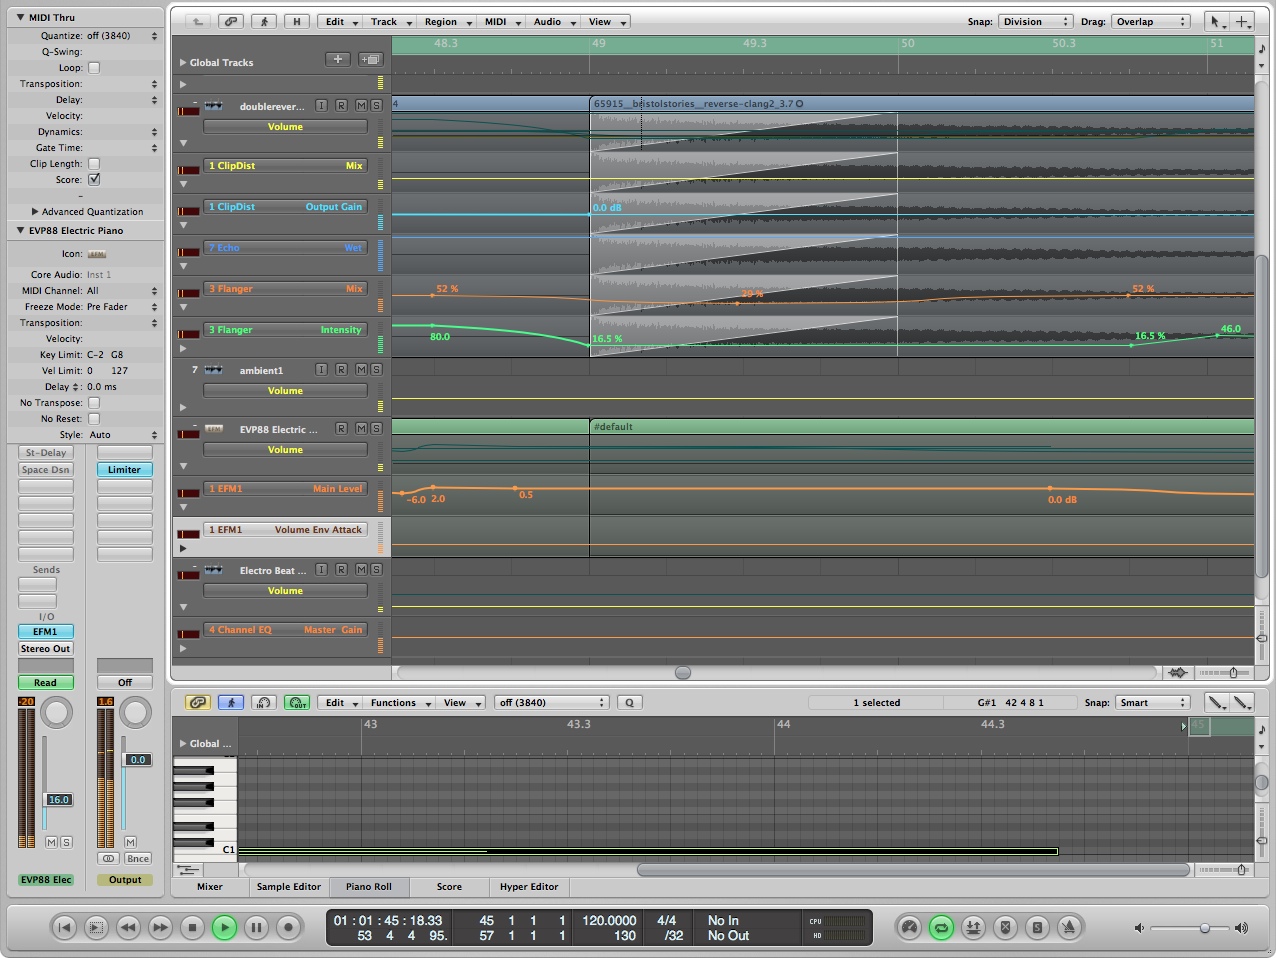 MIDI Thru
Quantize: off (3840)
Q-Swing:
Loop:
Transposition:
Delay:
Velocity:
Dynamics:
Gate Time:
Clip Length:
Score:
Advanced Quantization
EVP88 Electric Piano
Icon:
Core Audio: Inst 1
MIDI Channel: All
Freeze Mode: Pre Fader
Transposition:
Velocity:
Key Limit: C-2 G8
Vel Limit: 0 127
Delay : 0.0 ms
No Transpose:
No Reset:
Style: Auto
St-Delay
Space Dsn Limiter
Sends
I/O
EFM1
Stereo Out
Read Off
-20 1.6
0.0
16.0
M S M
Bnce
EVP88 Elec Output
H Edit Track Region MIDI Audio View Snap: Division Drag: Overlap
48.3 49 49.3 50 50.3 51
Global Tracks
doublerever... I R M S 4 65915__bristolstories__reverse-clang2_3.7
Volume
1 ClipDist Mix
1 ClipDist Output Gain 0.0 dB
7 Echo Wet
3 Flanger Mix 52 % 29 % 52 %
3 Flanger Intensity 80.0 16.5 % 16.5 % 46.0
7 ambient1 I R M S
Volume
EVP88 Electric ... R M S #default
Volume
1 EFM1 Main Level -6.0 2.0 0.5 0.0 dB
1 EFM1 Volume Env Attack
Electro Beat ... I R M S
Volume
4 Channel EQ Master Gain
IN OUT Edit Functions View off (3840) Q 1 selected G#1 42 4 8 1 Snap: Smart
43 43.3 44 44.3 45
Global ...
C1
Mixer Sample Editor Piano Roll Score Hyper Editor
01 : 01 : 45 : 18.33 45 1 1 1 120.0000 4/4 No In CPU
53 4 4 95. 57 1 1 1 130 /32 No Out HD
S